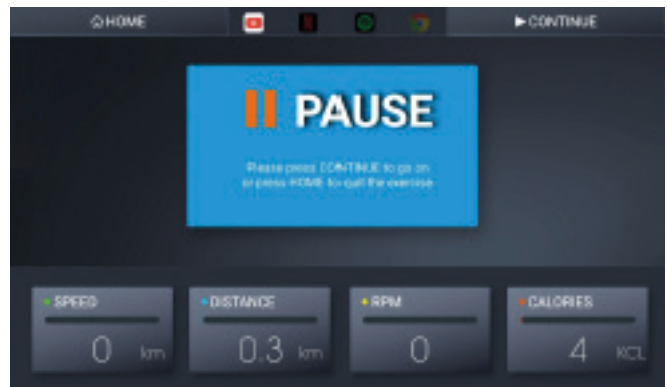 HOME
CONTINUE
PAUSE
Please press CONTINUE to go on
or press HOME to quit the exercise
SPEED
DISTANCE
RPM
CALORIES
0 km
0.3 km
0
4 KCL